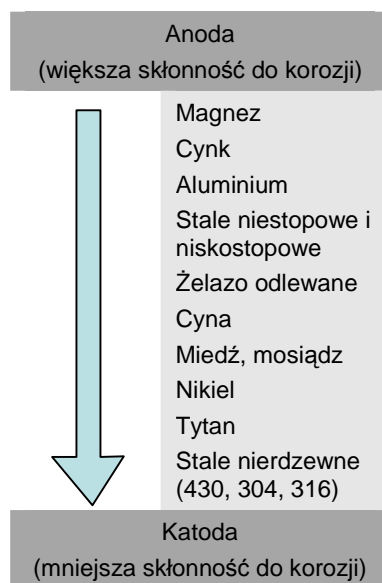 Anoda
(większa skłonność do korozji)
Magnez
Cynk
Aluminium
Stale niestopowe i
niskostopowe
Żelazo odlewane
Cyna
Miedź, mosiądz
Nikiel
Tytan
Stale nierdzewne
(430, 304, 316)
Katoda
(mniejsza skłonność do korozji)